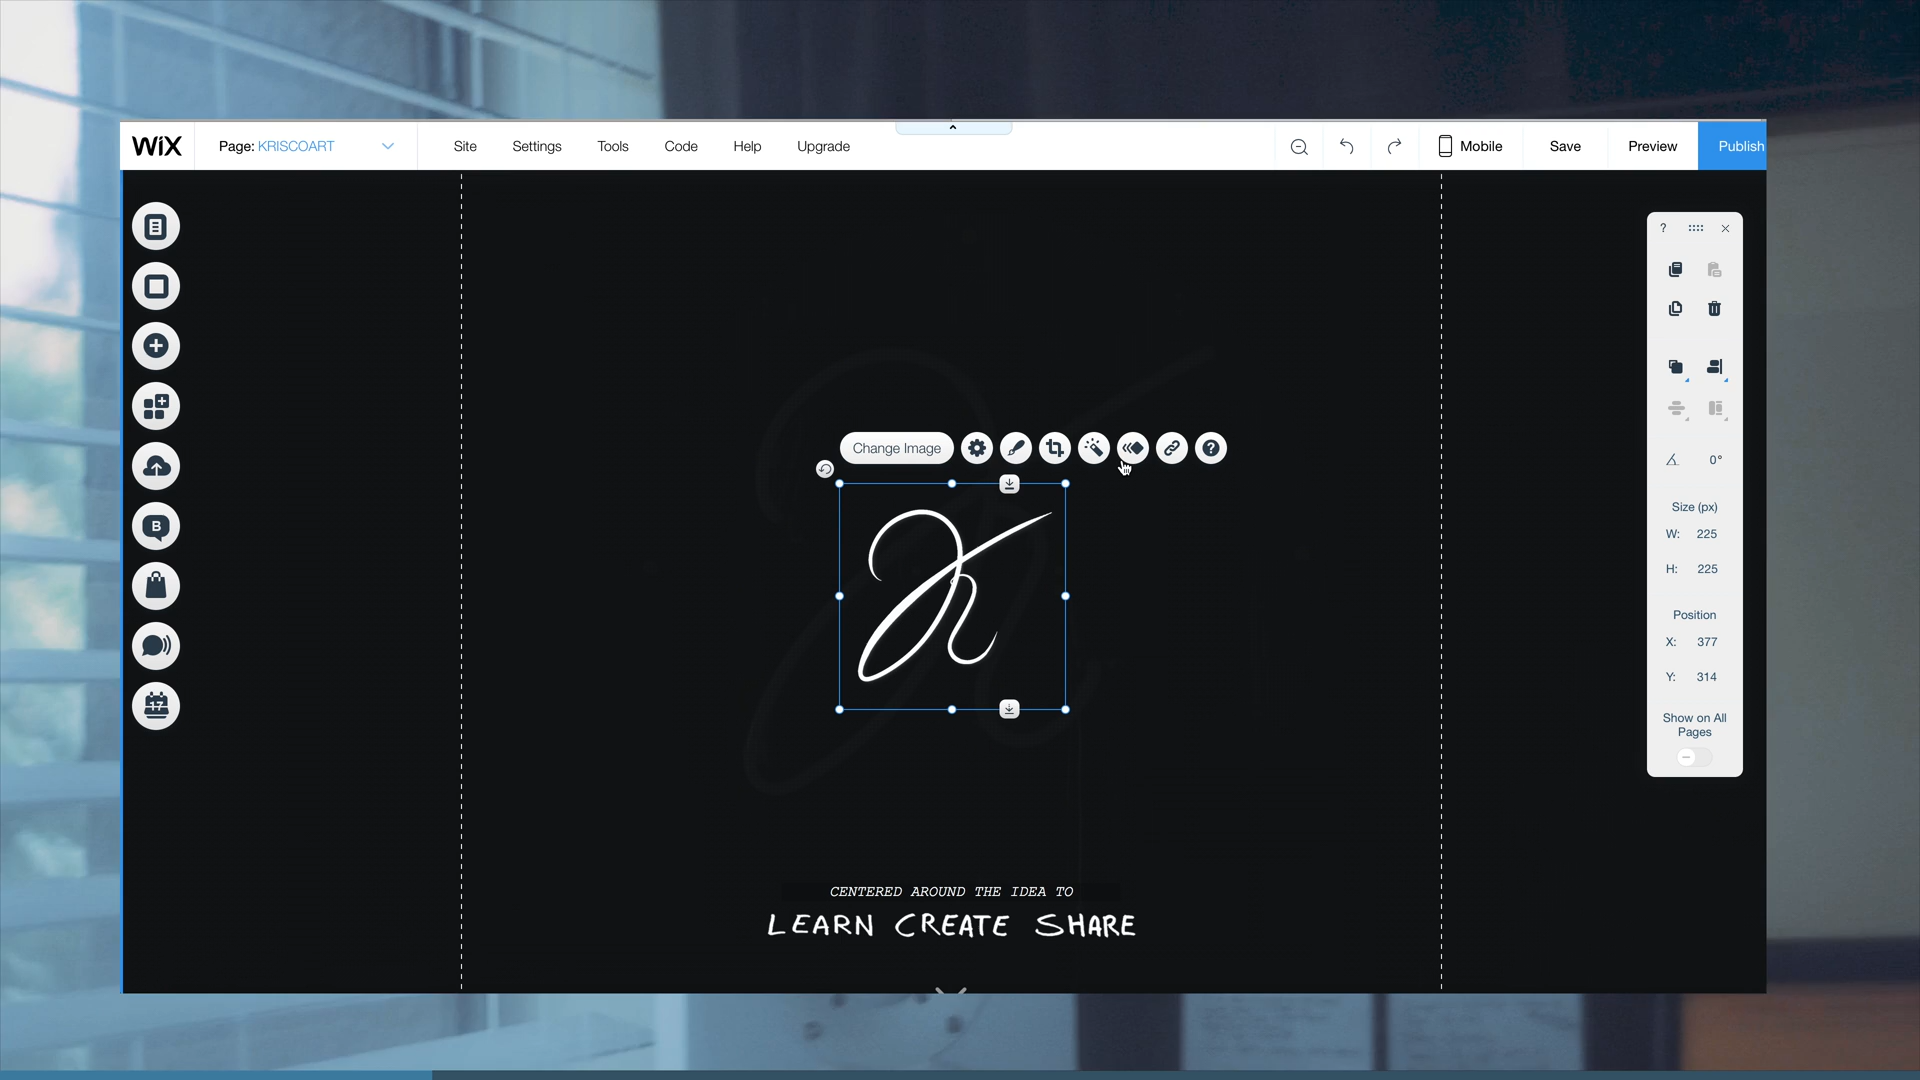 WiX Page: KRISCOART Site Settings Tools Code Help Upgrade Mobile Save Preview Publish
?
Change Image ?
0°
Size (px)
W: 225
H: 225
B
Position
X: 377
Y: 314
17
Show on All
Pages
CENTERED AROUND THE IDEA TO
LEARN CREATE SHARE